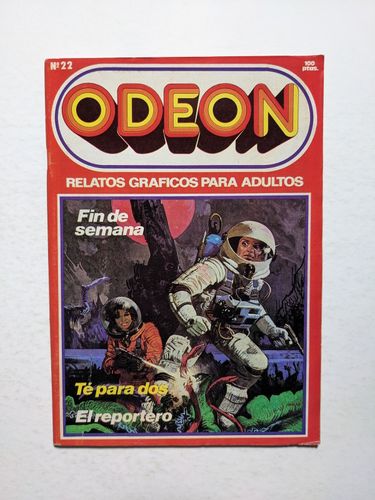 Nº 22
100
ptas.
ODEON
RELATOS GRAFICOS PARA ADULTOS
Fin de
semana
Té para dos
El reportero